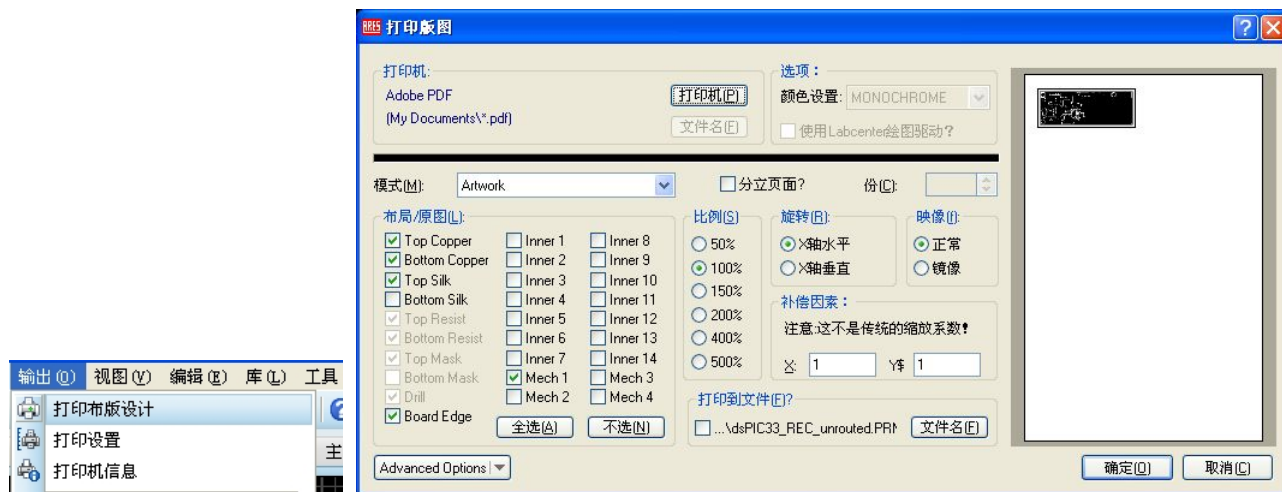 输出(O) 视图(V) 编辑(E) 库(L) 工具
打印布版设计
打印设置
打印机信息
主
ARES 打印版图
打印机:
Adobe PDF
(My Documents\*.pdf)
打印机(P)
文件名(F)
选项：
颜色设置: MONOCHROME
使用Labcenter绘图驱动?
模式(M): Artwork
分立页面?
份(C):
布局/原图(L):
Top Copper Inner 1 Inner 8
Bottom Copper Inner 2 Inner 9
Top Silk Inner 3 Inner 10
Bottom Silk Inner 4 Inner 11
Top Resist Inner 5 Inner 12
Bottom Resist Inner 6 Inner 13
Top Mask Inner 7 Inner 14
Bottom Mask Mech 1 Mech 3
Drill Mech 2 Mech 4
Board Edge 全选(A) 不选(N)
比例(S)
50%
100%
150%
200%
400%
500%
旋转(R):
X轴水平
X轴垂直
映像(I):
正常
镜像
补偿因素：
注意:这不是传统的缩放系数!
X: 1 Y$ 1
打印到文件(F)?
...\dsPIC33_REC_unrouted.PRN 文件名(F)
Advanced Options
确定(O) 取消(C)